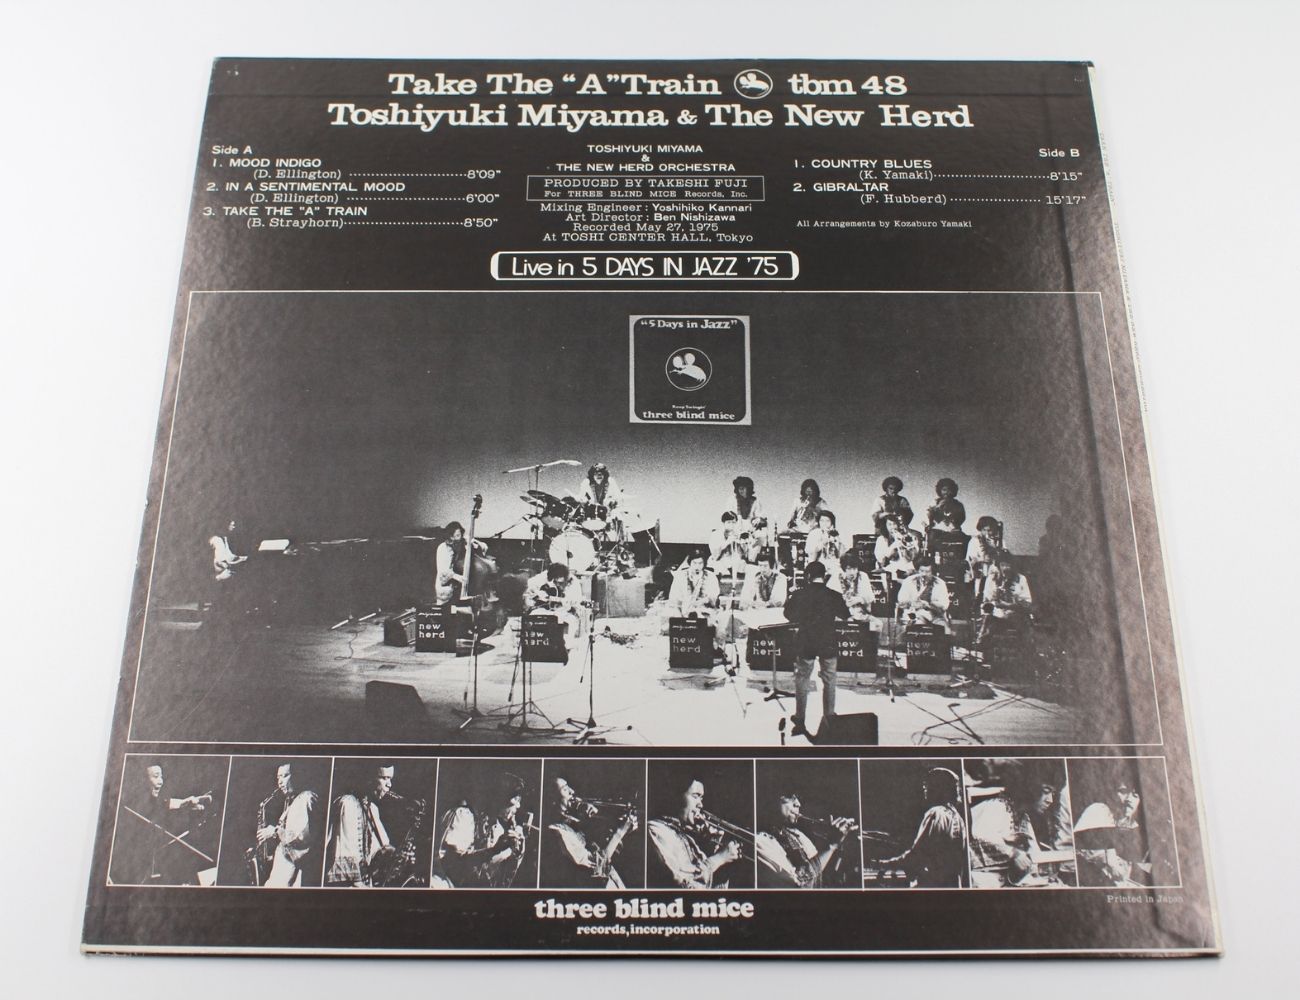 Take The "A" Train tbm 48
Toshiyuki Miyama & The New Herd
Side A
1. MOOD INDIGO
(D. Ellington) ························8'09"
2. IN A SENTIMENTAL MOOD
(D. Ellington) ························6'00"
3. TAKE THE "A" TRAIN
(B. Strayhorn)························8'50"
TOSHIYUKI MIYAMA
&
THE NEW HERD ORCHESTRA
PRODUCED BY TAKESHI FUJI
For THREE BLIND MICE Records, Inc.
Mixing Engineer : Yoshihiko Kannari
Art Director : Ben Nishizawa
Recorded May 27, 1975
At TOSHI CENTER HALL, Tokyo
Side B
1. COUNTRY BLUES
(K. Yamaki)························8'15"
2. GIBRALTAR
(F. Hubberd)······················ 15'17"
All Arrangements by Kozaburo Yamaki
Live in 5 DAYS IN JAZZ '75
"5 Days in Jazz"
Keep Swingin'
three blind mice
new
herd
new
herd
new
herd
new
herd
new
herd
new
herd
three blind mice
records,incorporation
Printed in Japan